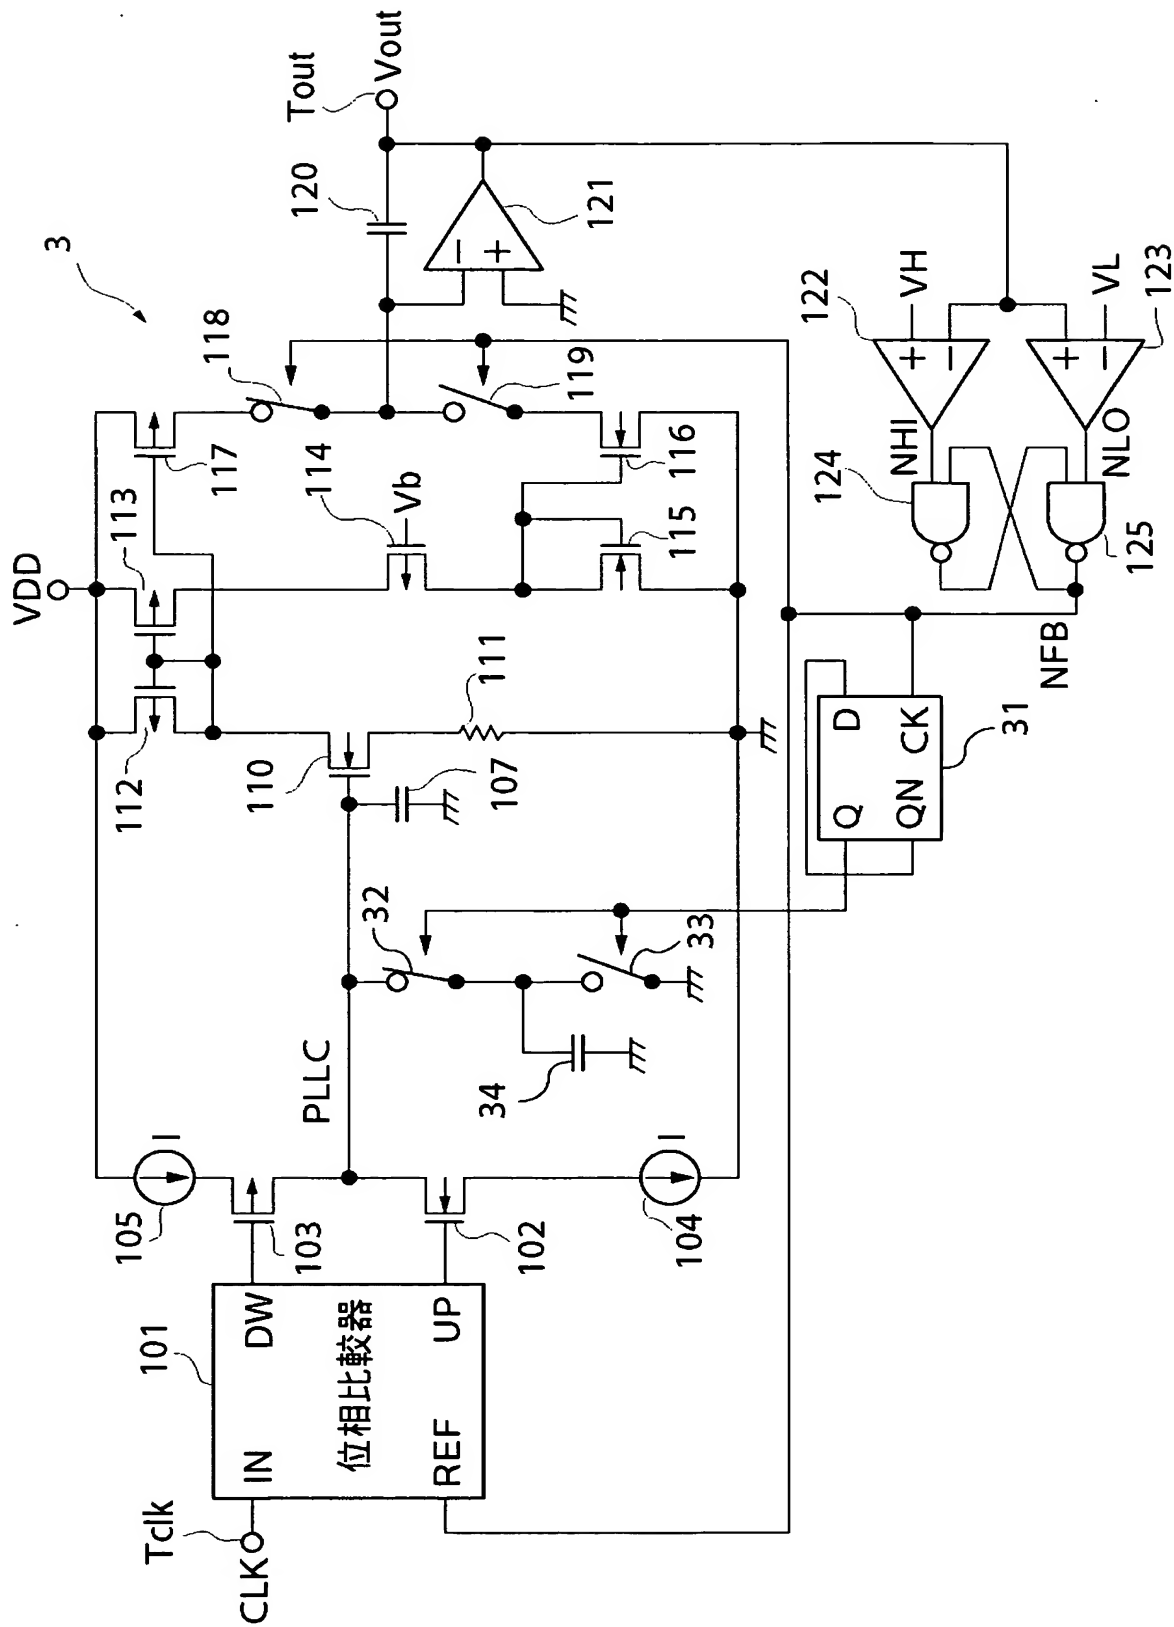 3
VDD
Tout
Vout
105
I
103
112
113
117
118
120
121
114
Vb
119
110
111
107
115
116
Tclk
CLK
101
IN
DW
位相比較器
REF
UP
102
104
I
PLLC
32
33
34
Q
D
QN
CK
31
NFB
122
VH
+
−
123
VL
+
−
NHI
NLO
124
125
−
+